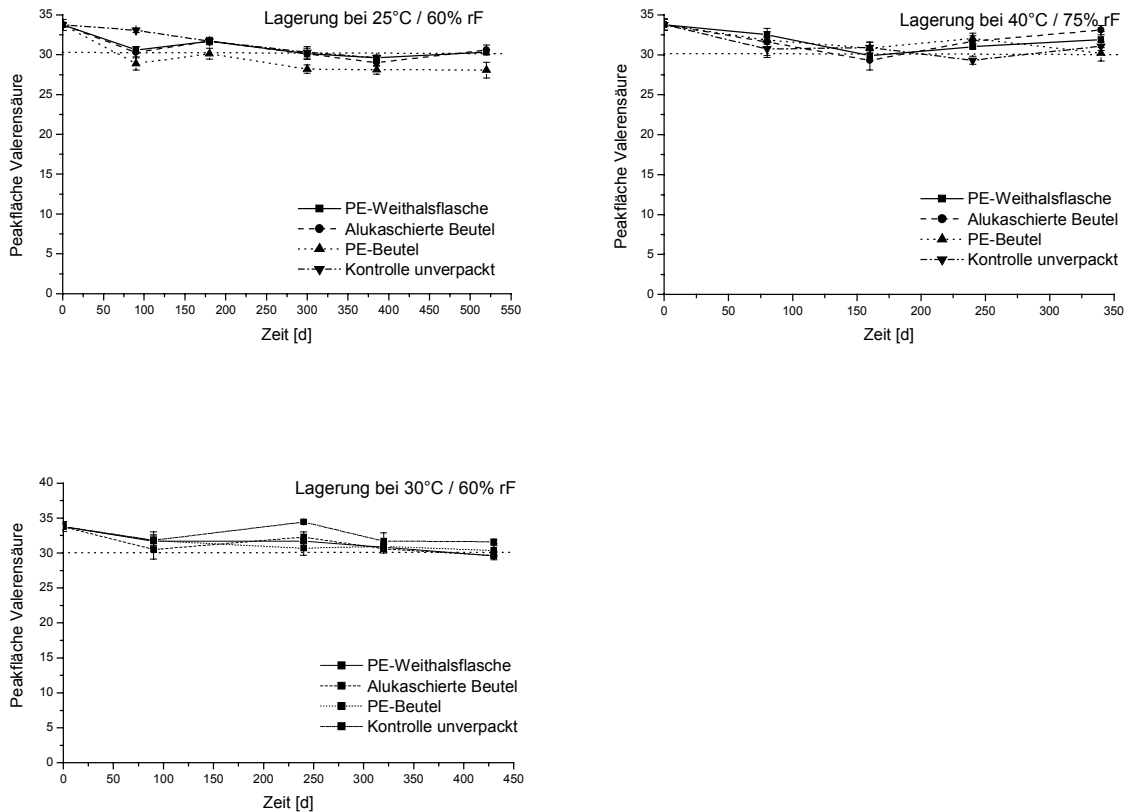 Lagerung bei 25°C / 60% rF
35
30
25
20
15
10
5
0
Peakfläche Valerensäure
PE-Weithalsflasche
Alukaschierte Beutel
PE-Beutel
Kontrolle unverpackt
0 50 100 150 200 250 300 350 400 450 500 550
Zeit [d]
Lagerung bei 40°C / 75% rF
35
30
25
20
15
10
5
0
Peakfläche Valerensäure
PE-Weithalsflasche
Alukaschierte Beutel
PE-Beutel
Kontrolle unverpackt
0 50 100 150 200 250 300 350
Zeit [d]
Lagerung bei 30°C / 60% rF
40
35
30
25
20
15
10
5
0
Peakfläche Valerensäure
PE-Weithalsflasche
Alukaschierte Beutel
PE-Beutel
Kontrolle unverpackt
0 50 100 150 200 250 300 350 400 450
Zeit [d]